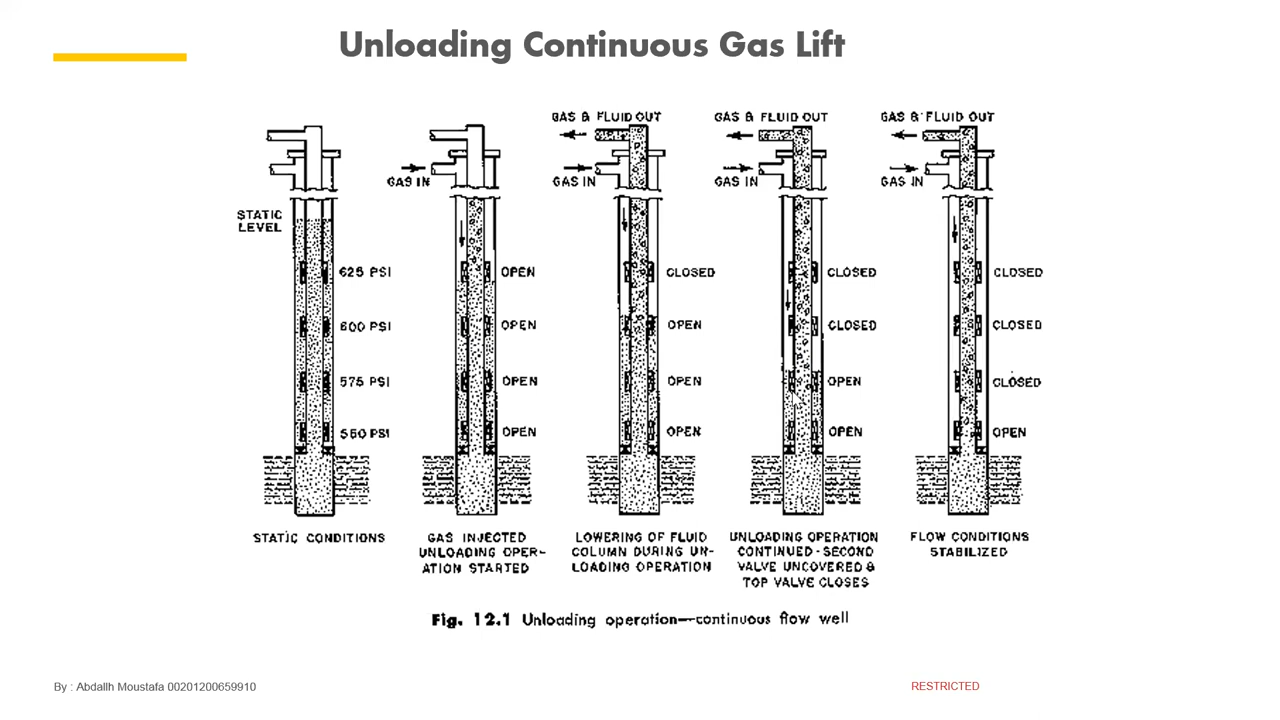 Unloading Continuous Gas Lift
GAS & FLUID OUT
GAS & FLUID OUT
GAS & FLUID OUT
GAS IN
GAS IN
GAS IN
GAS IN
STATIC
LEVEL
625 PSI
OPEN
CLOSED
CLOSED
CLOSED
600 PSI
OPEN
OPEN
CLOSED
CLOSED
575 PSI
OPEN
OPEN
OPEN
CLOSED
550 PSI
OPEN
OPEN
OPEN
OPEN
STATIC CONDITIONS
GAS INJECTED
UNLOADING OPER-
ATION STARTED
LOWERING OF FLUID
COLUMN DURING UN-
LOADING OPERATION
UNLOADING OPERATION
CONTINUED - SECOND
VALVE UNCOVERED &
TOP VALVE CLOSES
FLOW CONDITIONS
STABILIZED
Fig. 12.1 Unloading operation—continuous flow well
By : Abdallh Moustafa 00201200659910
RESTRICTED